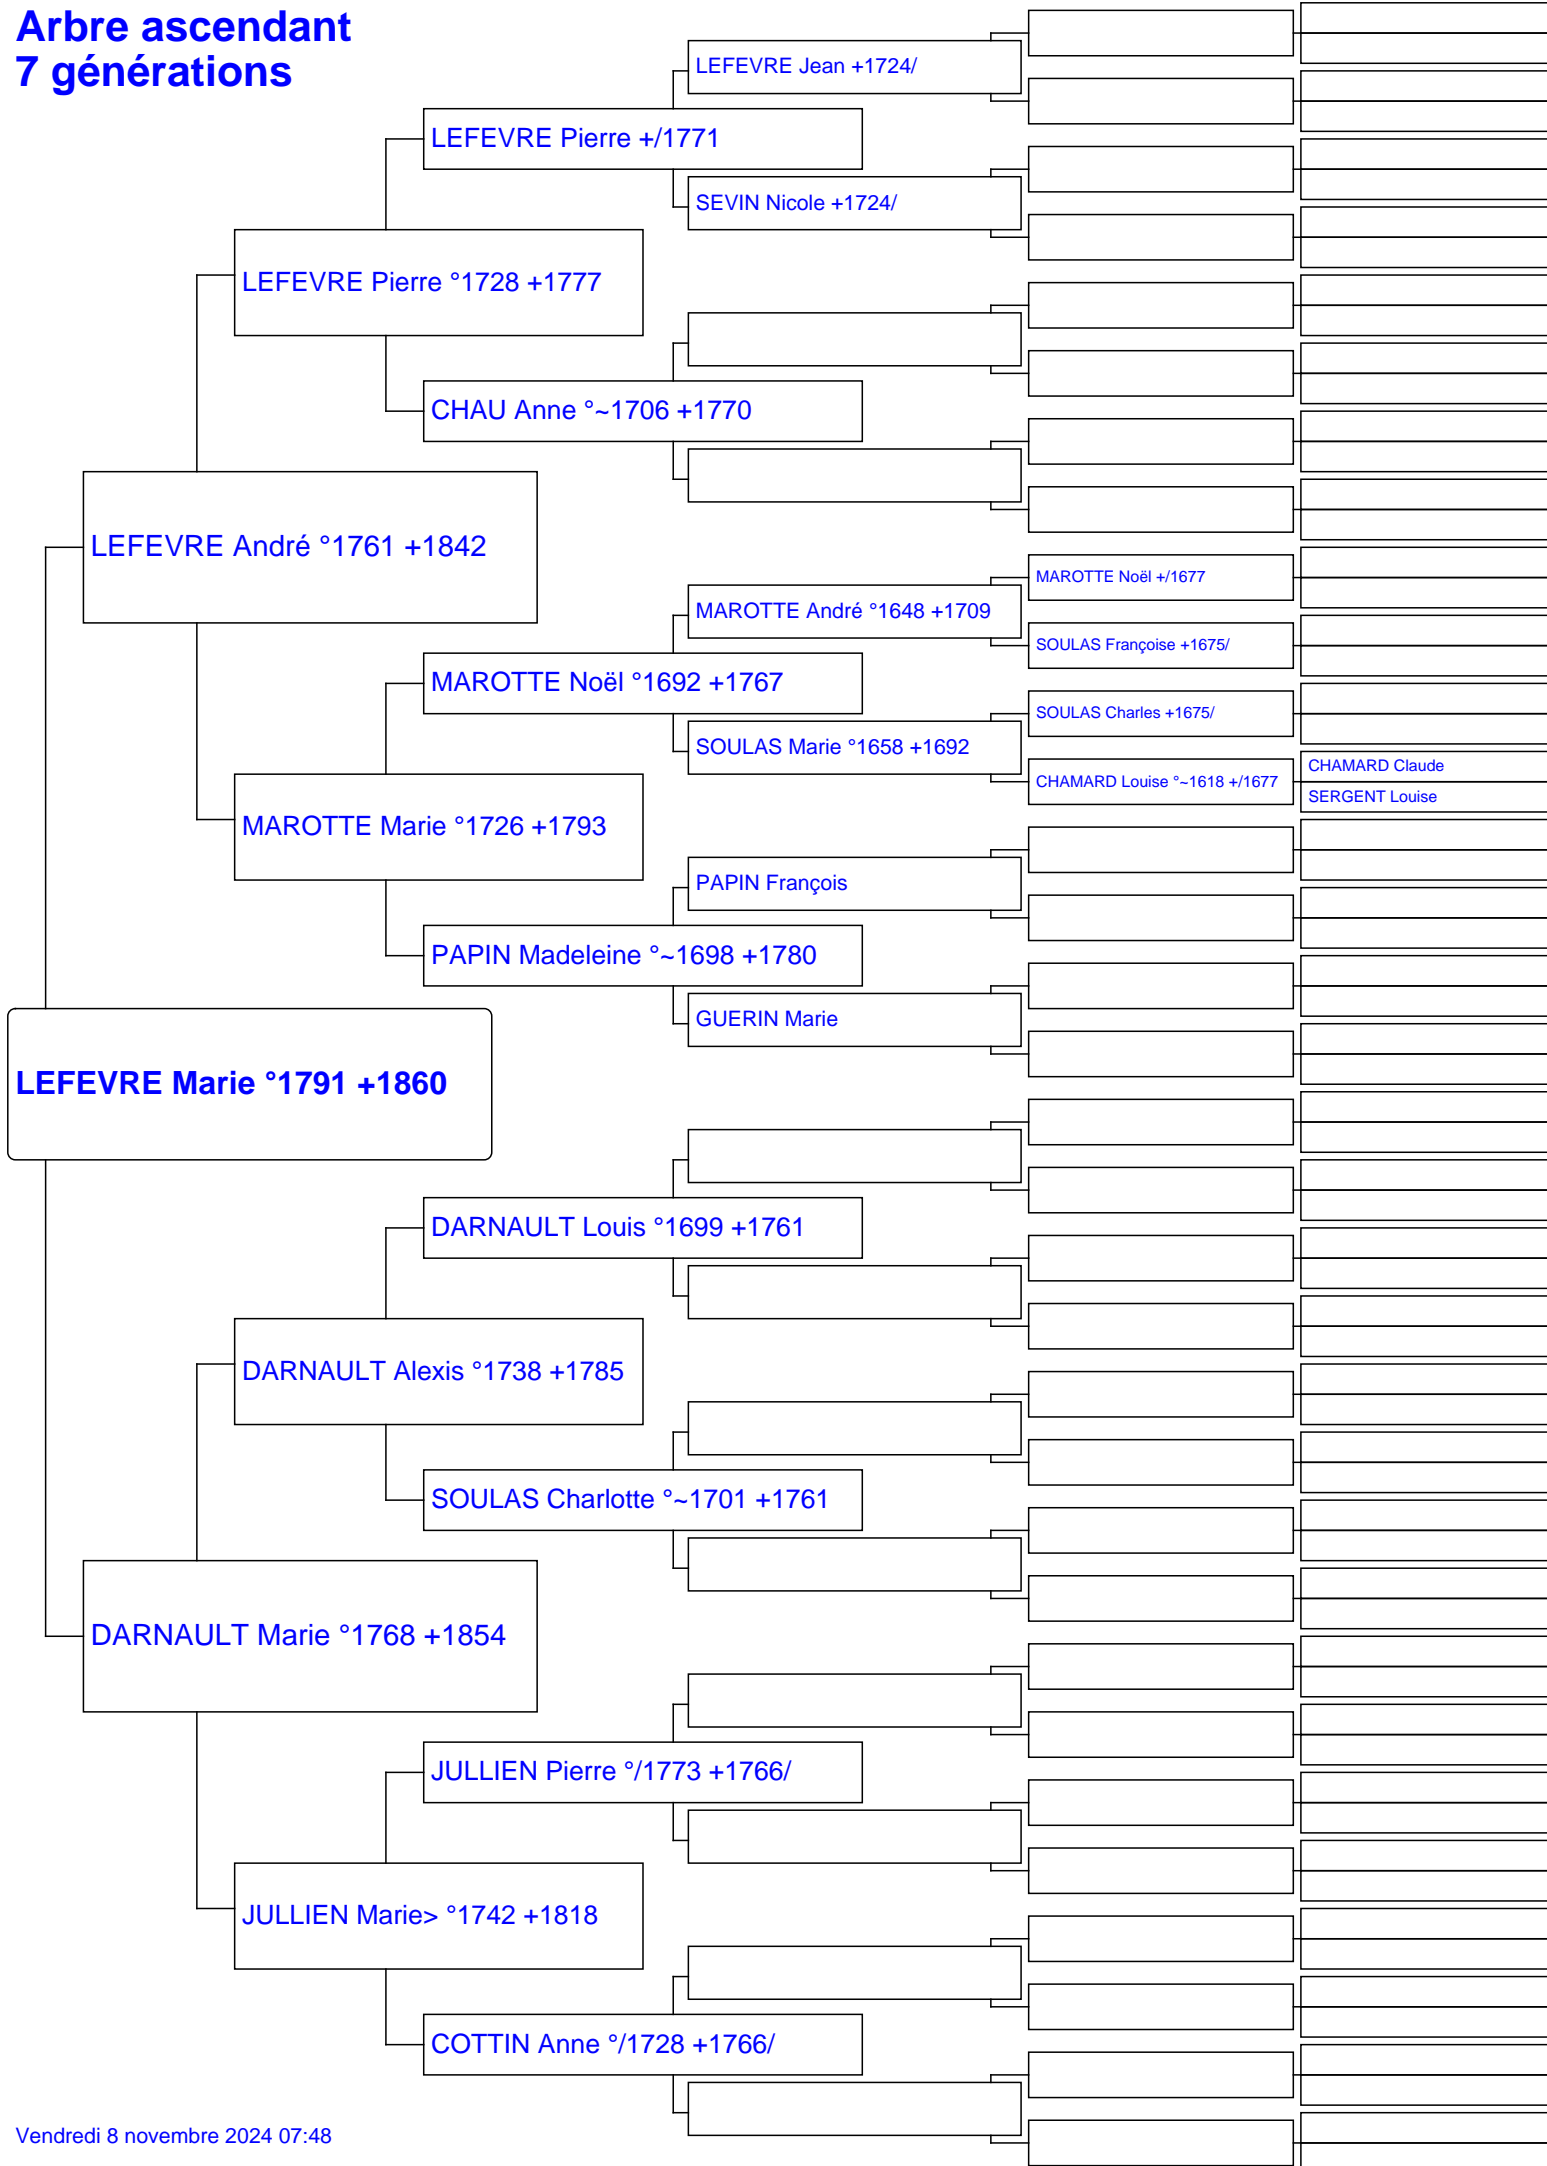 Arbre ascendant
7 générations
LEFEVRE Jean +1724/
LEFEVRE Pierre +/1771
SEVIN Nicole +1724/
LEFEVRE Pierre °1728 +1777
CHAU Anne °~1706 +1770
LEFEVRE André °1761 +1842
MAROTTE Noël +/1677
MAROTTE André °1648 +1709
SOULAS Françoise +1675/
MAROTTE Noël °1692 +1767
SOULAS Charles +1675/
SOULAS Marie °1658 +1692
CHAMARD Claude
CHAMARD Louise °~1618 +/1677
SERGENT Louise
MAROTTE Marie °1726 +1793
PAPIN François
PAPIN Madeleine °~1698 +1780
GUERIN Marie
LEFEVRE Marie °1791 +1860
DARNAULT Louis °1699 +1761
DARNAULT Alexis °1738 +1785
SOULAS Charlotte °~1701 +1761
DARNAULT Marie °1768 +1854
JULLIEN Pierre °/1773 +1766/
JULLIEN Marie> °1742 +1818
COTTIN Anne °/1728 +1766/
Vendredi 8 novembre 2024 07:48